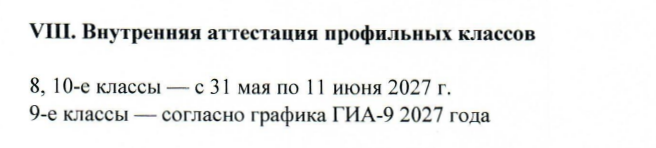 VIII. Внутренняя аттестация профильных классов
8, 10-е классы — с 31 мая по 11 июня 2027 г.
9-е классы — согласно графика ГИА-9 2027 года